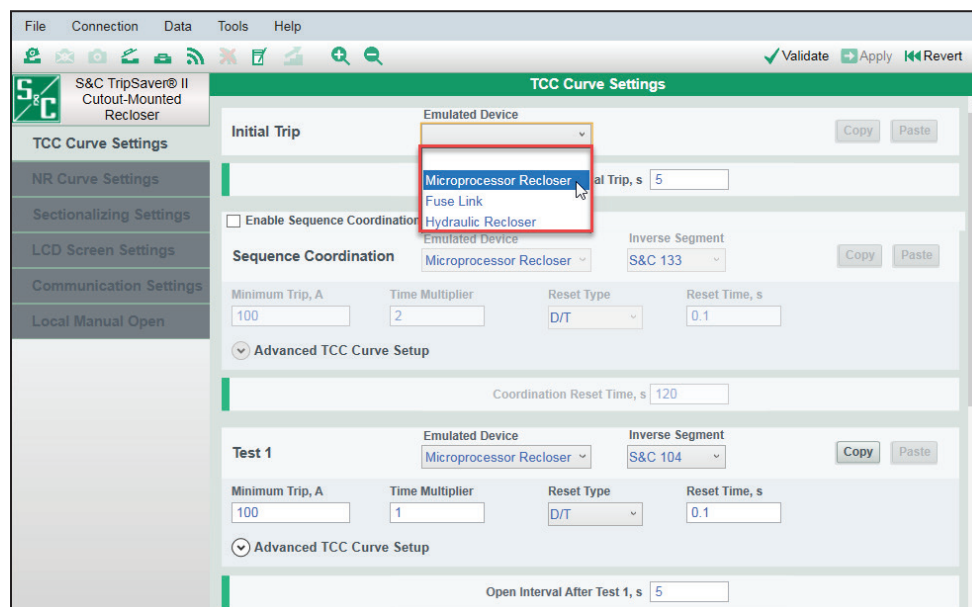 File Connection Data Tools Help
Validate Apply Revert
S&C
S&C TripSaver® II
Cutout-Mounted
Recloser
TCC Curve Settings
NR Curve Settings
Sectionalizing Settings
LCD Screen Settings
Communication Settings
Local Manual Open
TCC Curve Settings
Emulated Device
Initial Trip
Copy Paste
Microprocessor Recloser
Fuse Link
Hydraulic Recloser
al Trip, s 5
Enable Sequence Coordination
Emulated Device Inverse Segment
Sequence Coordination Microprocessor Recloser S&C 133 Copy Paste
Minimum Trip, A Time Multiplier Reset Type Reset Time, s
100 2 D/T 0.1
Advanced TCC Curve Setup
Coordination Reset Time, s 120
Emulated Device Inverse Segment
Test 1 Microprocessor Recloser S&C 104 Copy Paste
Minimum Trip, A Time Multiplier Reset Type Reset Time, s
100 1 D/T 0.1
Advanced TCC Curve Setup
Open Interval After Test 1, s 5